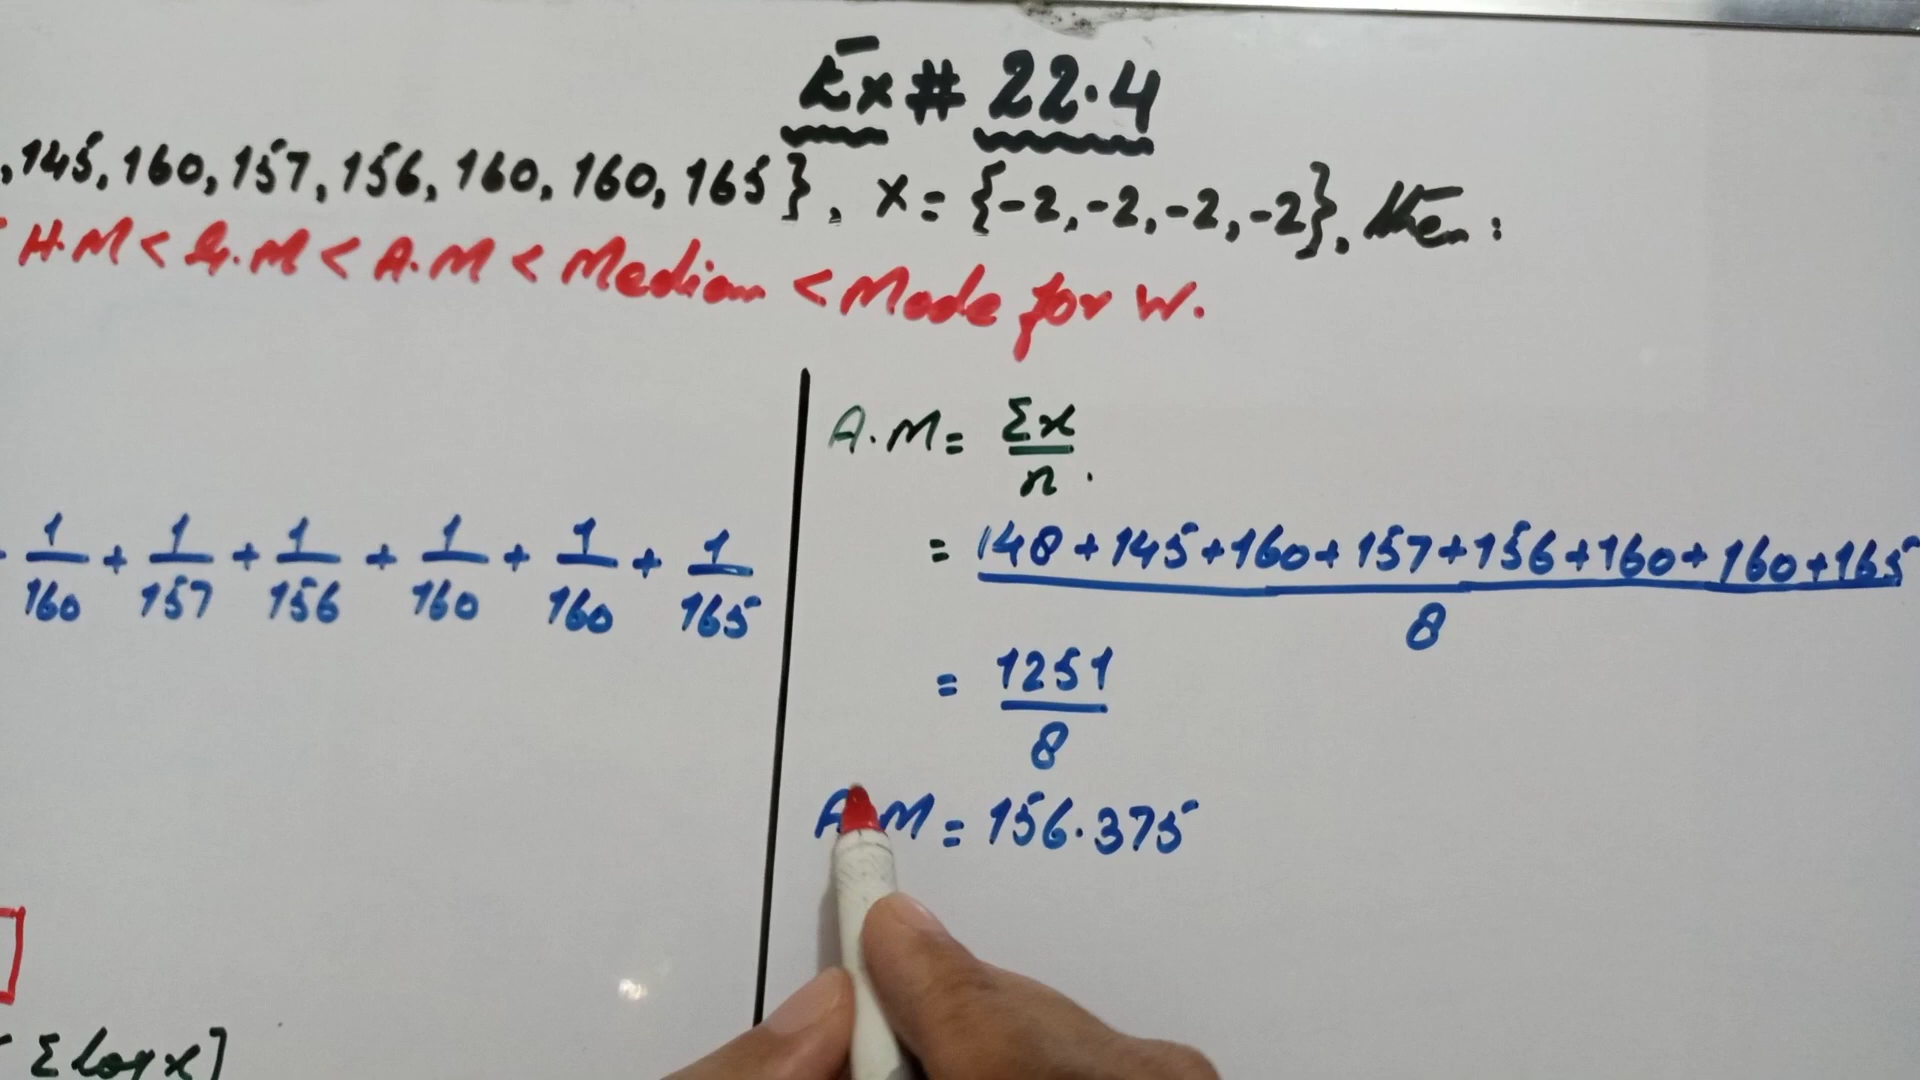 Ex # 22.4
,145, 160, 157, 156, 160, 160, 165}, X = {-2, -2, -2, -2}, then :
H.M < G.M < A.M < Median < Mode for W.
A.M = Σx / n .
1/160 + 1/157 + 1/156 + 1/160 + 1/160 + 1/165
= 148 + 145 + 160 + 157 + 156 + 160 + 160 + 165 / 8
= 1251 / 8
A.M = 156.375
Σ log x]